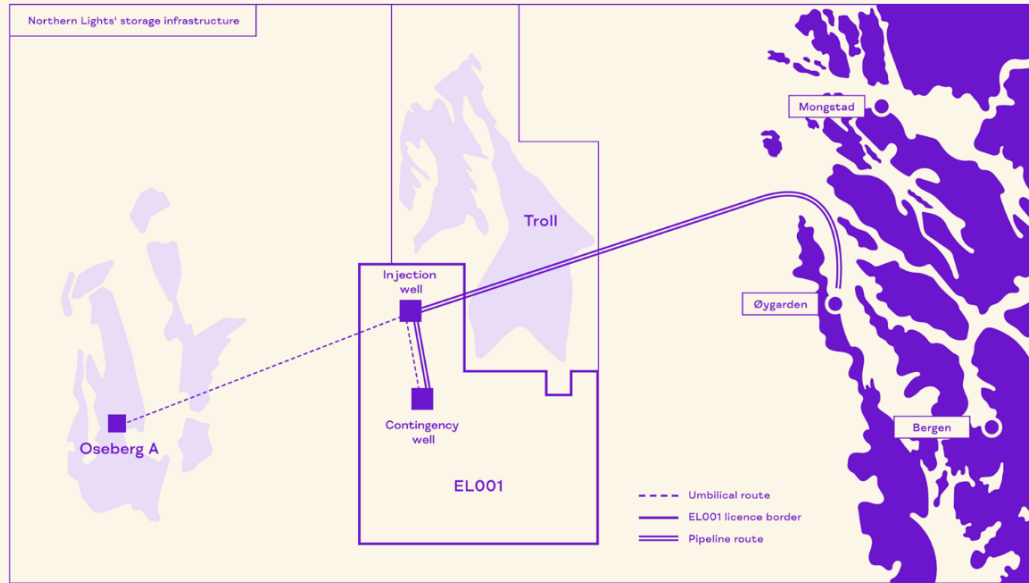 Northern Lights' storage infrastructure
Mongstad
Troll
Injection
well
Øygarden
Contingency
well
Oseberg A
Bergen
EL001
Umbilical route
EL001 licence border
Pipeline route